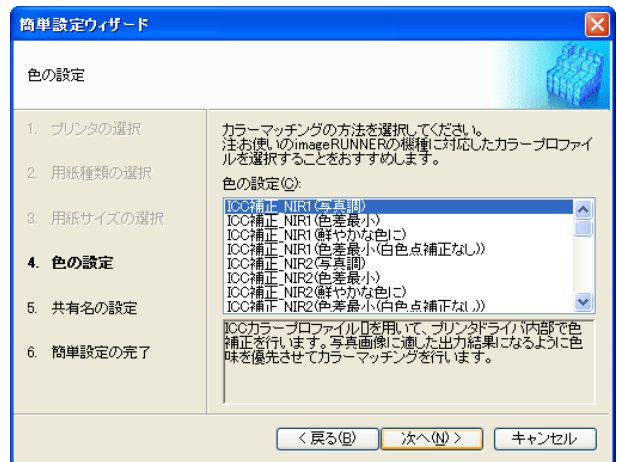 簡単設定ウィザード
色の設定
1. プリンタの選択
2. 用紙種類の選択
3. 用紙サイズの選択
4. 色の設定
5. 共有名の設定
6. 簡単設定の完了
カラーマッチングの方法を選択してください。
注お使いのimageRUNNERの機種に対応したカラープロファイ
ルを選択することをおすすめします。
色の設定(C):
ICC補正_NIR1(写真調)
ICC補正_NIR1(色差最小)
ICC補正_NIR1(鮮やかな色に)
ICC補正_NIR1(色差最小(白色点補正なし))
ICC補正_NIR2(写真調)
ICC補正_NIR2(色差最小)
ICC補正_NIR2(鮮やかな色に)
ICC補正_NIR2(色差最小(白色点補正なし))
ICCカラープロファイル▯を用いて、プリンタドライバ内部で色
補正を行います。写真画像に適した出力結果になるように色
味を優先させてカラーマッチングを行います。
< 戻る(B)
次へ(N) >
キャンセル